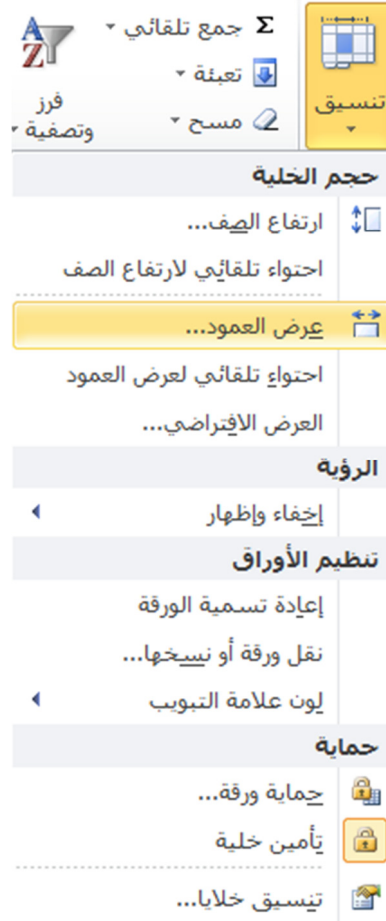 تنسيق
Σ جمع تلقائي
تعبئة
مسح
AZ
فرز
وتصفية
حجم الخلية
ارتفاع الصف...
احتواء تلقائي لارتفاع الصف
عرض العمود...
احتواء تلقائي لعرض العمود
العرض الافتراضي...
الرؤية
إخفاء وإظهار
تنظيم الأوراق
إعادة تسمية الورقة
نقل ورقة أو نسخها...
لون علامة التبويب
حماية
حماية ورقة...
تأمين خلية
تنسيق خلايا...